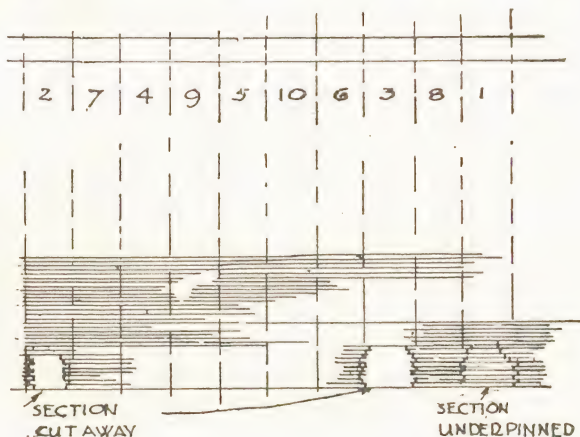 2 7 4 9 5 10 6 3 8 1
SECTION
CUT AWAY
SECTION
UNDERPINNED